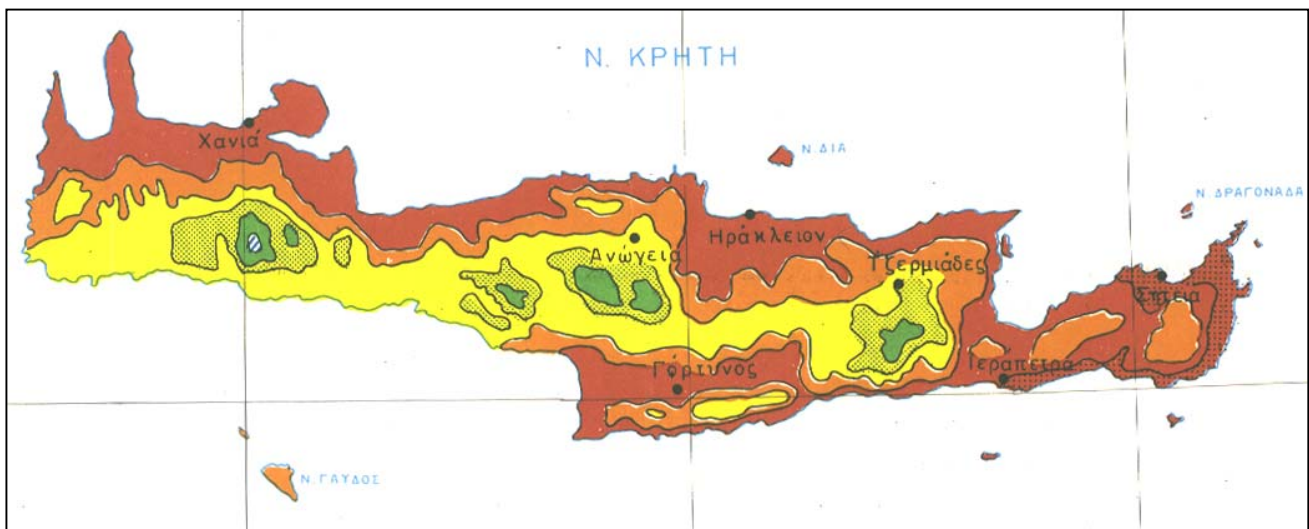 Ν. ΚΡΗΤΗ
Χανιά
Ν. ΔΙΑ
Ν. ΔΡΑΓΟΝΑΔΑ
Ηράκλειον
Ανώγεια
Τζερμιάδες
Σητεία
Γόρτυνος
Ιεράπετρα
Ν. ΓΑΥΔΟΣ